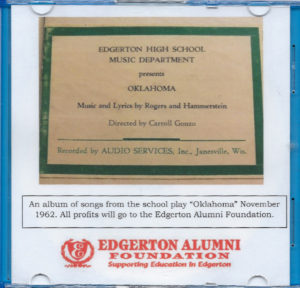 EDGERTON HIGH SCHOOL
MUSIC DEPARTMENT
presents
OKLAHOMA
Music and Lyrics by Rogers and Hammerstein
Directed by Carroll Gonzo
Recorded by AUDIO SERVICES, Inc., Janesville, Wis.
An album of songs from the school play "Oklahoma" November
1962. All profits will go to the Edgerton Alumni Foundation.
EDGERTON ALUMNI
FOUNDATION
Supporting Education in Edgerton